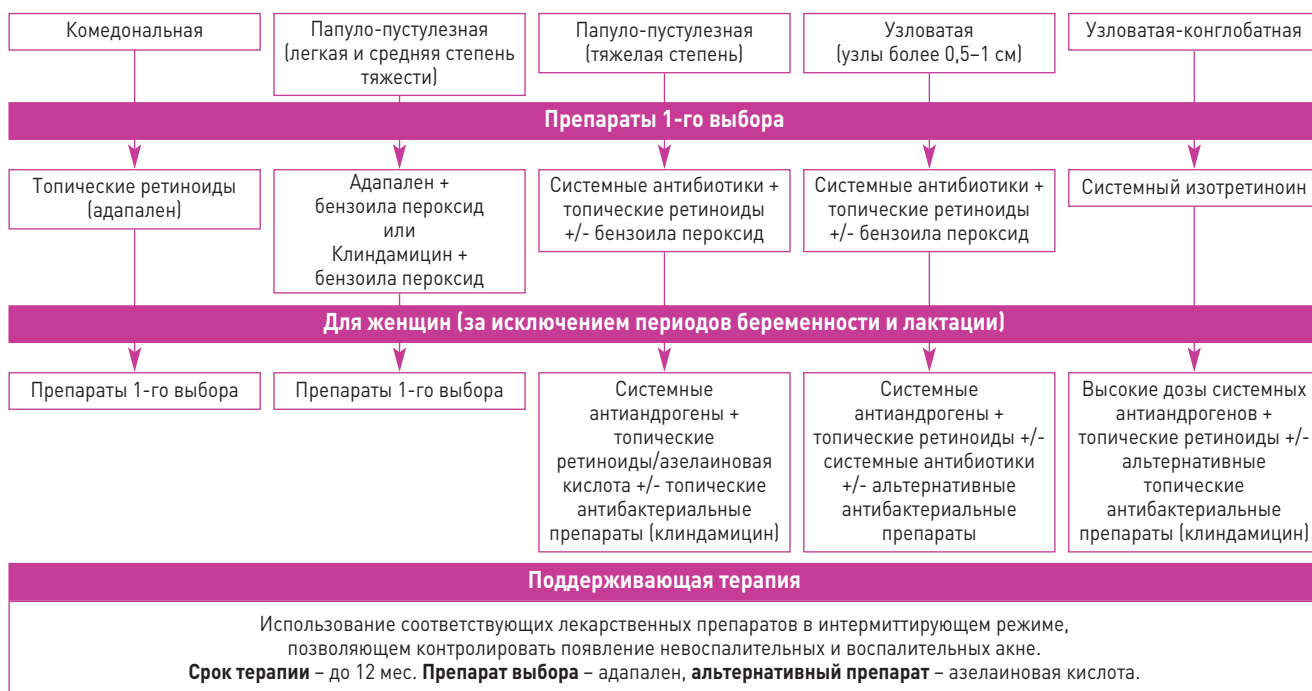 Комедональная
Папуло-пустулезная
(легкая и средняя степень
тяжести)
Папуло-пустулезная
(тяжелая степень)
Узловатая
(узлы более 0,5–1 см)
Узловатая-конглобатная
Препараты 1-го выбора
Топические ретиноиды
(адапален)
Адапален +
бензоила пероксид
или
Клиндамицин +
бензоила пероксид
Системные антибиотики +
топические ретиноиды
+/- бензоила пероксид
Системные антибиотики +
топические ретиноиды
+/- бензоила пероксид
Системный изотретиноин
Для женщин (за исключением периодов беременности и лактации)
Препараты 1-го выбора
Препараты 1-го выбора
Системные
антиандрогены +
топические
ретиноиды/азелаиновая
кислота +/- топические
антибактериальные
препараты (клиндамицин)
Системные
антиандрогены +
топические ретиноиды +/-
системные антибиотики
+/- альтернативные
антибактериальные
препараты
Высокие дозы системных
антиандрогенов +
топические ретиноиды +/-
альтернативные
топические
антибактериальные
препараты (клиндамицин)
Поддерживающая терапия
Использование соответствующих лекарственных препаратов в интермиттирующем режиме,
позволяющем контролировать появление невоспалительных и воспалительных акне.
Срок терапии – до 12 мес. Препарат выбора – адапален, альтернативный препарат – азелаиновая кислота.